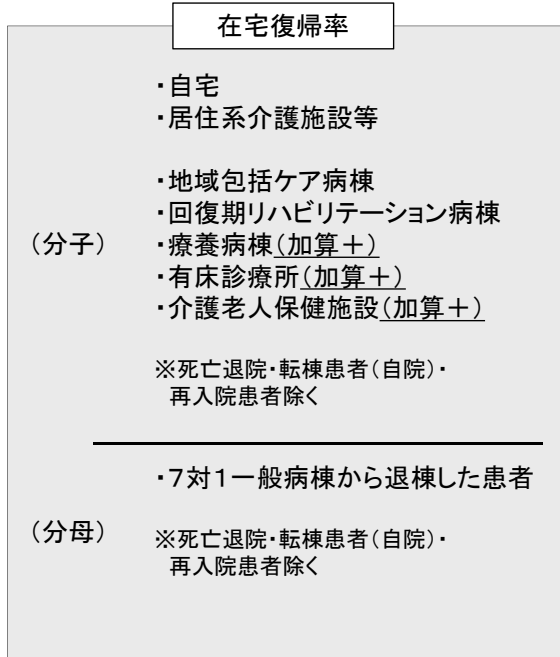 在宅復帰率
・自宅
・居住系介護施設等
・地域包括ケア病棟
・回復期リハビリテーション病棟
(分子)
・療養病棟(加算+)
・有床診療所(加算+)
・介護老人保健施設(加算+)
※死亡退院・転棟患者(自院)・
再入院患者除く
・7対1一般病棟から退棟した患者
(分母)
※死亡退院・転棟患者(自院)・
再入院患者除く